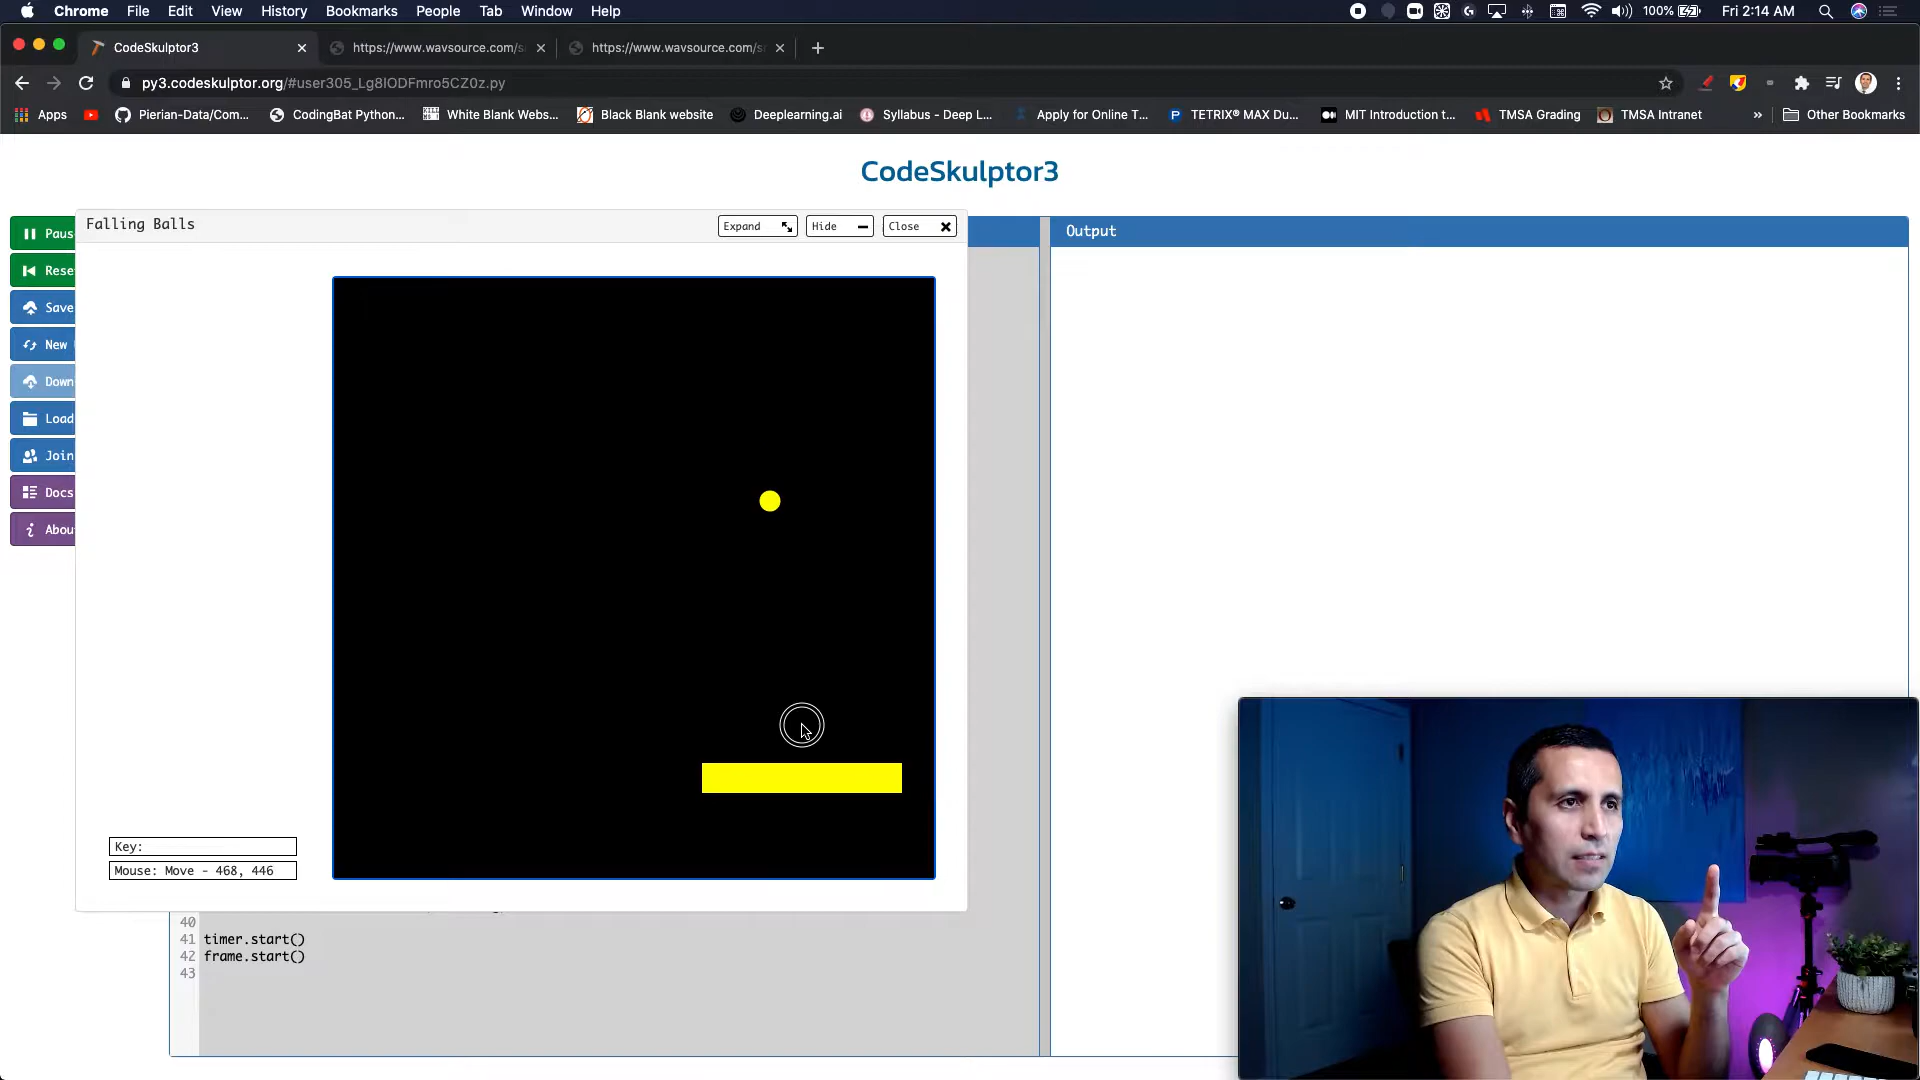 Chrome File Edit View History Bookmarks People Tab Window Help 100% Fri 2:14 AM
CodeSkulptor3 https://www.wavsource.com/s https://www.wavsource.com/sr
py3.codeskulptor.org/#user305_Lg8lODFmro5CZ0z.py
Apps Pierian-Data/Com... CodingBat Python... White Blank Webs... Black Blank website Deeplearning.ai Syllabus - Deep L... Apply for Online T... TETRIX® MAX Du... MIT Introduction t... TMSA Grading TMSA Intranet » Other Bookmarks
CodeSkulptor3
Falling Balls Expand Hide Close
Output
Paus
Rese
Save
New
Down
Load
Join
Docs
Abou
Key:
Mouse: Move - 468, 446
40
41 timer.start()
42 frame.start()
43